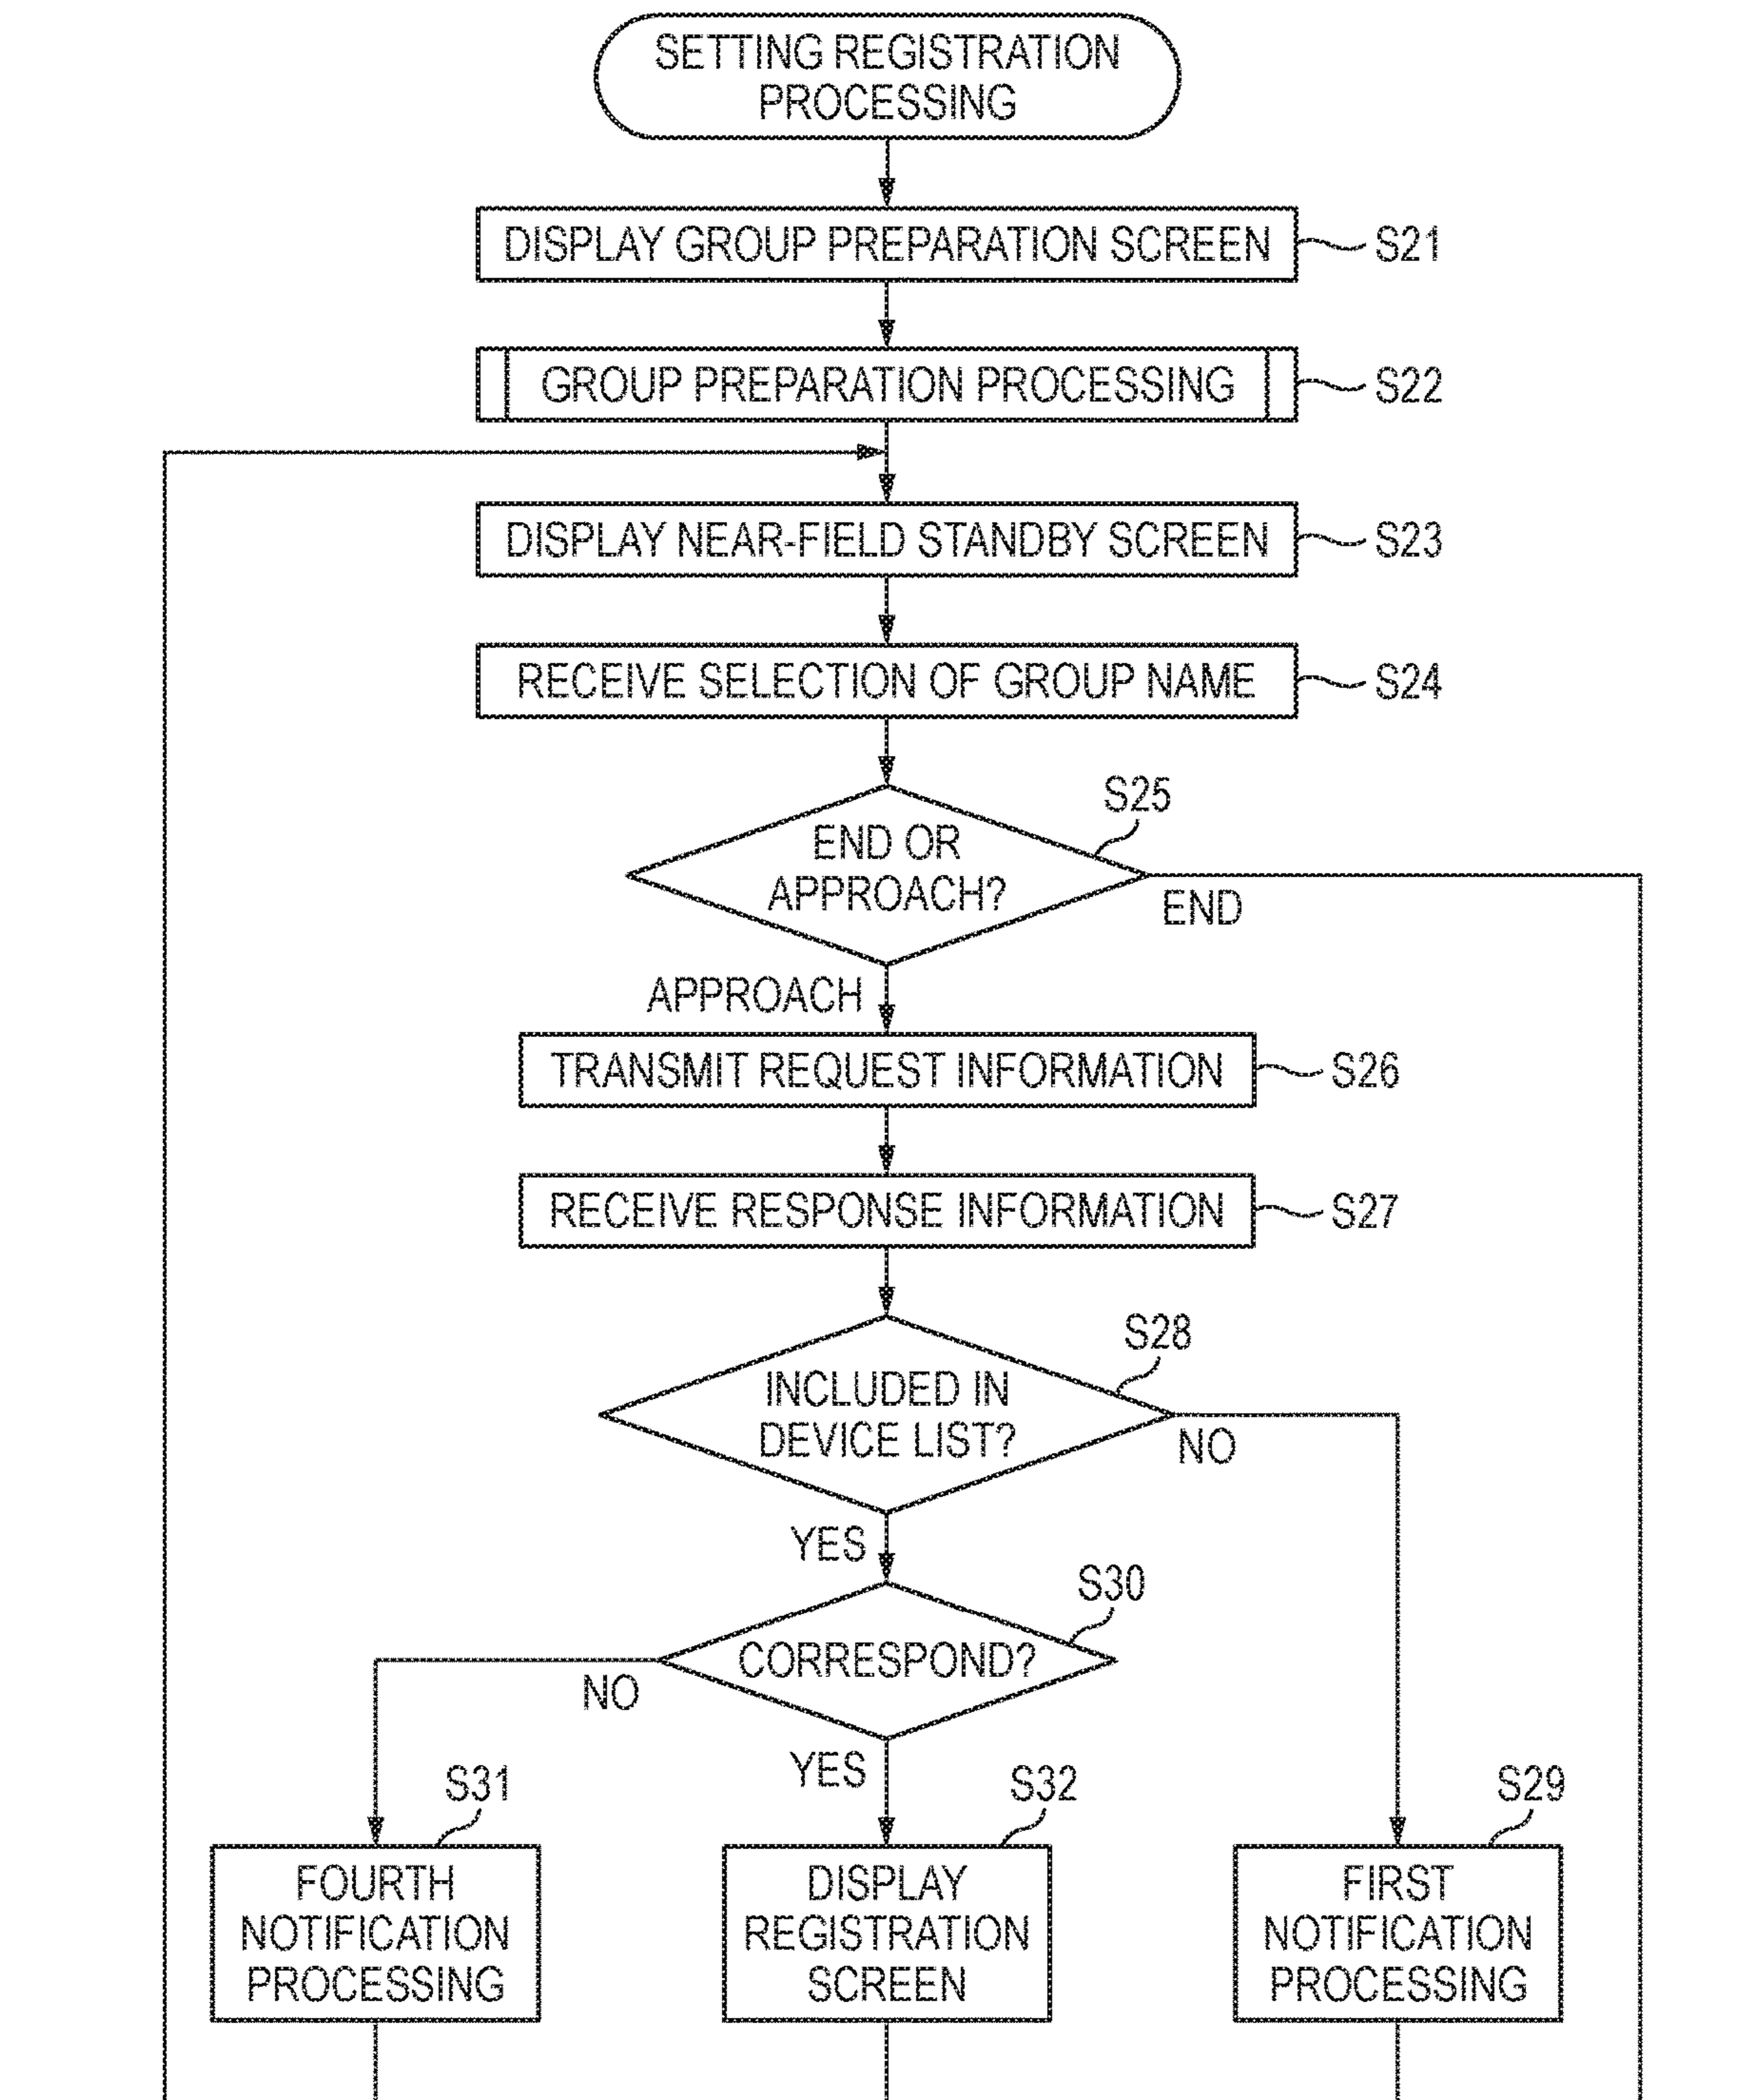 SETTING REGISTRATION
PROCESSING
DISPLAY GROUP PREPARATION SCREEN
S21
GROUP PREPARATION PROCESSING
S22
DISPLAY NEAR-FIELD STANDBY SCREEN
S23
RECEIVE SELECTION OF GROUP NAME
S24
S25
END OR
APPROACH?
END
APPROACH
TRANSMIT REQUEST INFORMATION
S26
RECEIVE RESPONSE INFORMATION
S27
S28
INCLUDED IN
DEVICE LIST?
NO
YES
S30
CORRESPOND?
NO
YES
S31
FOURTH
NOTIFICATION
PROCESSING
S32
DISPLAY
REGISTRATION
SCREEN
S29
FIRST
NOTIFICATION
PROCESSING